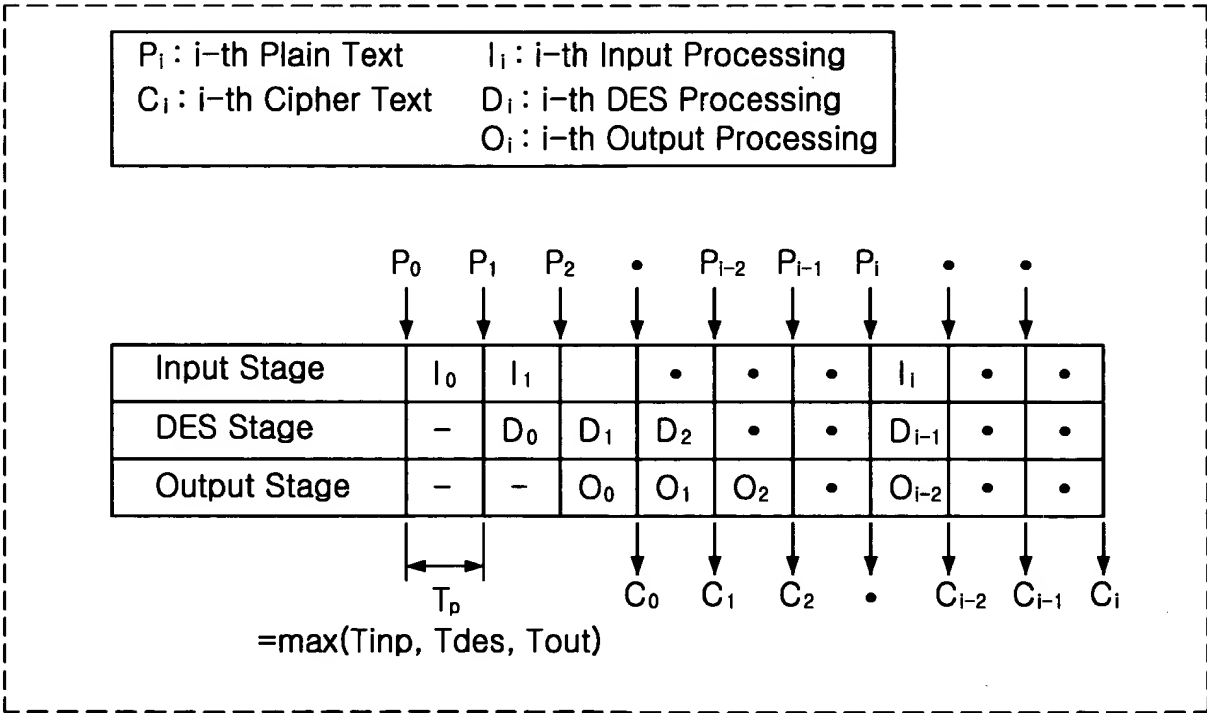 Pᵢ : i-th Plain Text Iᵢ : i-th Input Processing
Cᵢ : i-th Cipher Text Dᵢ : i-th DES Processing
Oᵢ : i-th Output Processing
P₀ P₁ P₂ • Pᵢ₋₂ Pᵢ₋₁ Pᵢ • •
Input Stage I₀ I₁ • • • Iᵢ • •
DES Stage – D₀ D₁ D₂ • • Dᵢ₋₁ • •
Output Stage – – O₀ O₁ O₂ • Oᵢ₋₂ • •
Tₚ C₀ C₁ C₂ • Cᵢ₋₂ Cᵢ₋₁ Cᵢ
=max(Tinp, Tdes, Tout)